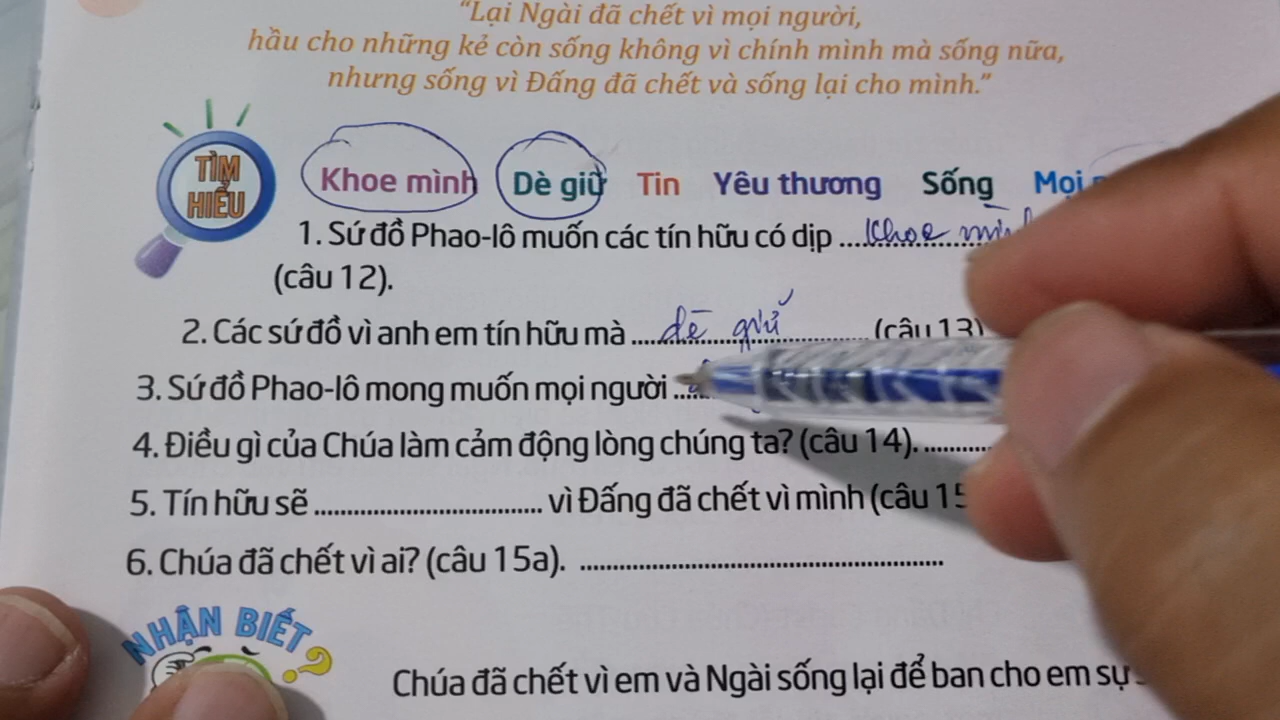 “Lại Ngài đã chết vì mọi người,
hầu cho những kẻ còn sống không vì chính mình mà sống nữa,
nhưng sống vì Đấng đã chết và sống lại cho mình.”
TÌM HIỂU
Khoe mình Dè giữ Tin Yêu thương Sống Mọi
1. Sứ đồ Phao-lô muốn các tín hữu có dịp ....khoe mình
(câu 12).
2. Các sứ đồ vì anh em tín hữu mà ....dè giữ.... (câu 13)
3. Sứ đồ Phao-lô mong muốn mọi người ....
4. Điều gì của Chúa làm cảm động lòng chúng ta? (câu 14). ..........
5. Tín hữu sẽ .................................. vì Đấng đã chết vì mình (câu 15
6. Chúa đã chết vì ai? (câu 15a). .......................................................
NHẬN BIẾT ?
Chúa đã chết vì em và Ngài sống lại để ban cho em sự